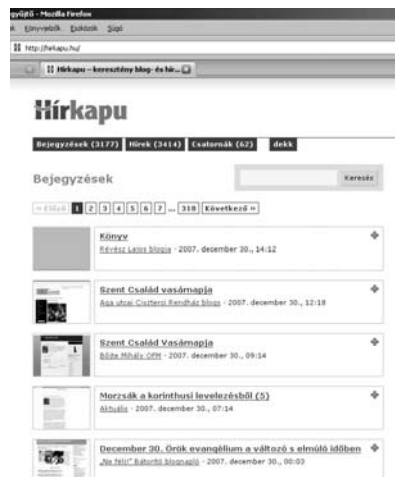 gyűjtő - Mozilla Firefox
Könyvjelzők Eszközök Súgó
http://hirkapu.hu/
Hírkapu – keresztény blog- és hír...
Hírkapu
Bejegyzések (3177) Hírek (3414) Csatornák (62) dekk
Bejegyzések
Keresés
« Előző 1 2 3 4 5 6 7 ... 318 Következő »
Könyv
Révész Lajos blogja - 2007. december 30., 14:12
Szent Család vasárnapja
Aga utcai Ciszterci Rendház blogja - 2007. december 30., 12:18
Szent Család Vasárnapja
Böjte Mihály OFM - 2007. december 30., 09:14
Morzsák a korinthusi levelezésből (5)
Aktuális - 2007. december 30., 07:14
December 30. Örök evangélium a változó s elmúló időben
„Ne félj!" Bátorító blognapló - 2007. december 30., 00:03